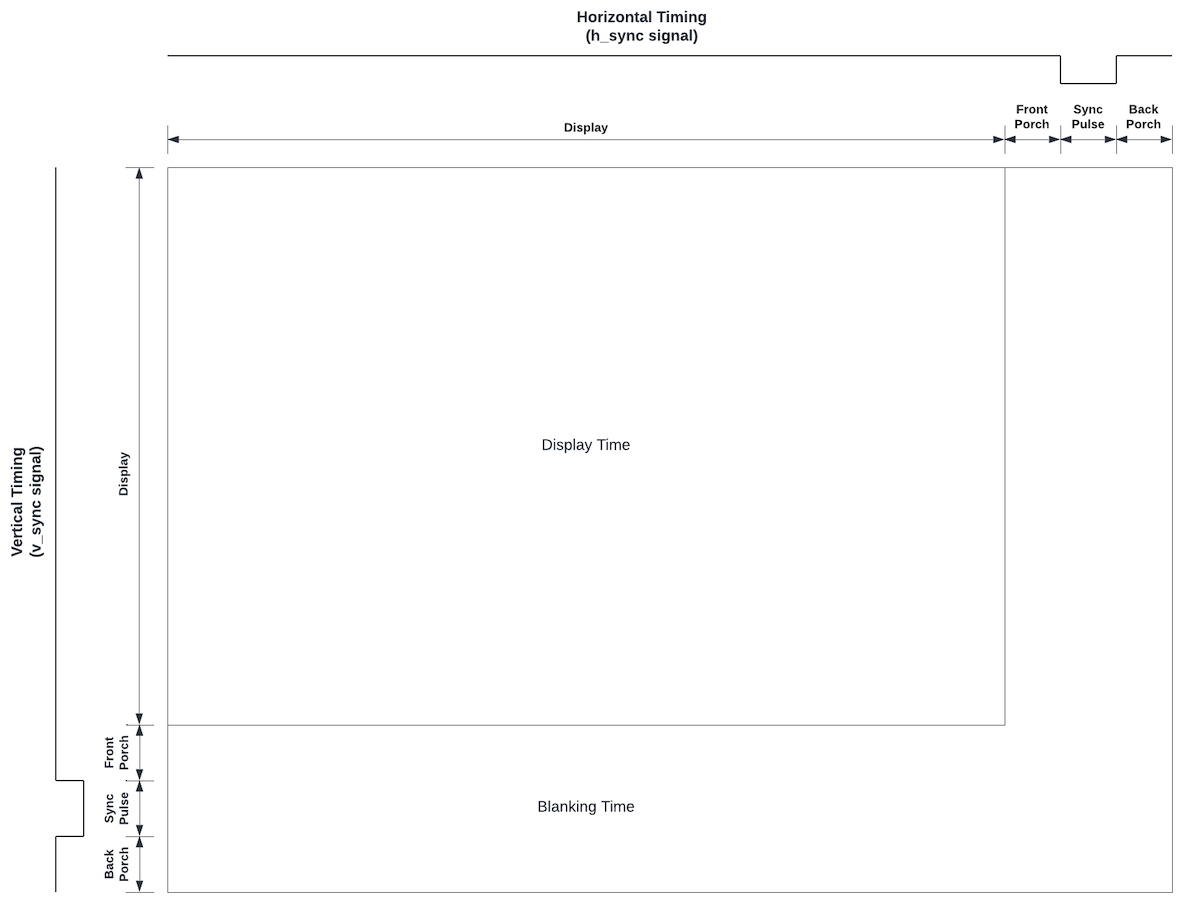 Horizontal Timing
(h_sync signal)
Front
Porch
Sync
Pulse
Back
Porch
Display
Vertical Timing
(v_sync signal)
Display
Display Time
Front
Porch
Sync
Pulse
Blanking Time
Back
Porch